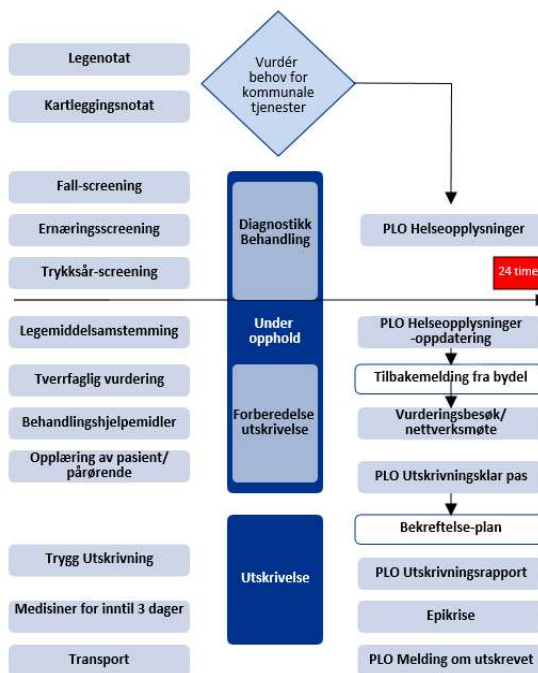 Legenotat
Kartleggingsnotat
Vurdér
behov for
kommunale
tjenester
Fall-screening
Ernæringsscreening
Trykksår-screening
Diagnostikk
Behandling
PLO Helseopplysninger
24 time
Legemiddelsamstemming
Tverrfaglig vurdering
Behandlingshjelpemidler
Opplæring av pasient/
pårørende
Under
opphold
Forberedelse
utskrivelse
PLO Helseopplysninger
-oppdatering
Tilbakemelding fra bydel
Vurderingsbesøk/
nettverksmøte
PLO Utskrivningsklar pas
Bekreftelse-plan
Trygg Utskrivning
Medisiner for inntil 3 dager
Transport
Utskrivelse
PLO Utskrivningsrapport
Epikrise
PLO Melding om utskrevet